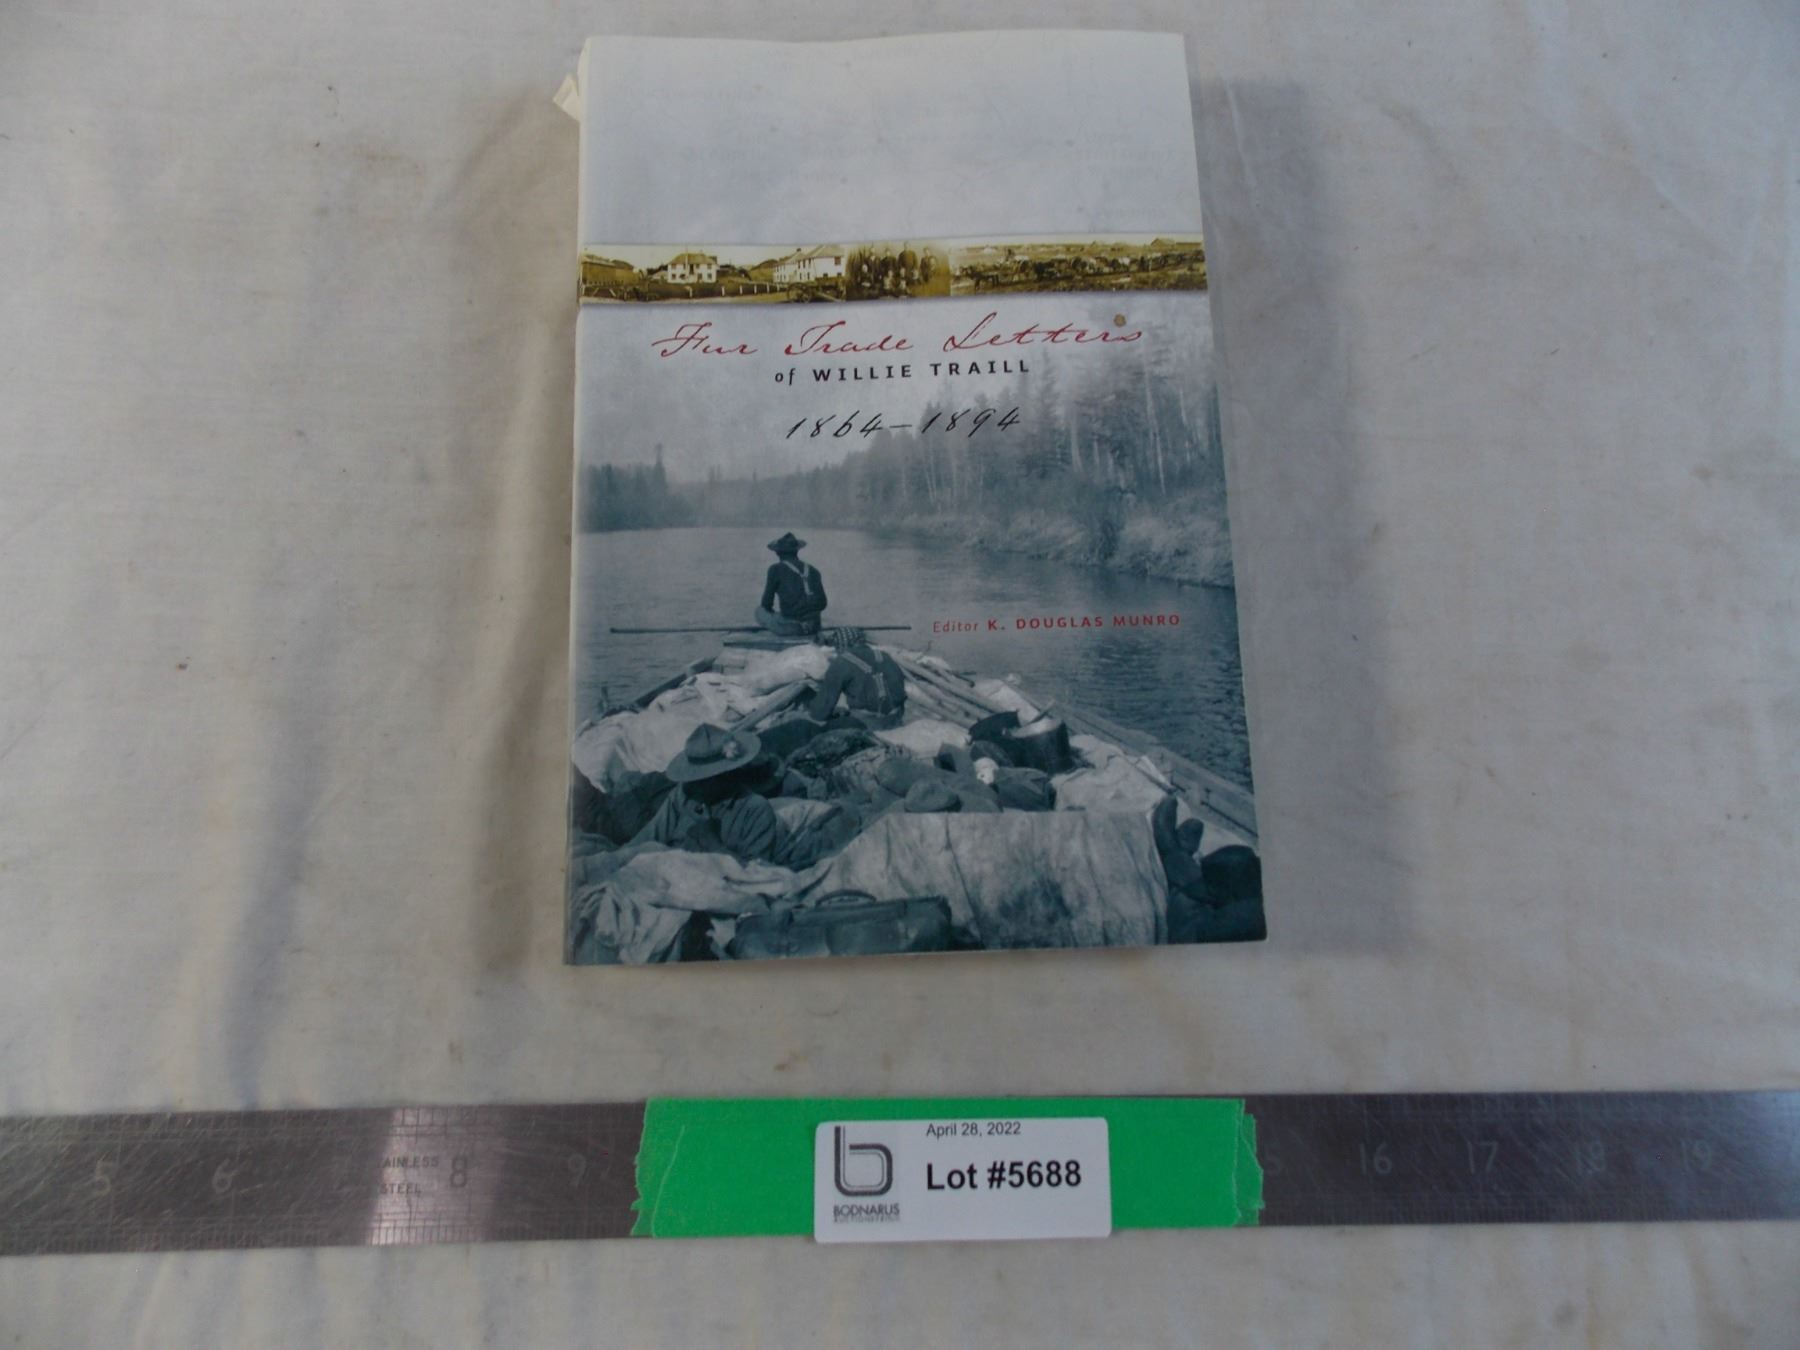 Fur Trade Letters
of WILLIE TRAILL
1864–1894
Editor K. DOUGLAS MUNRO
5 6 8 9 16 17 18 19
STEEL
April 28, 2022
Lot #5688
BODNARUS